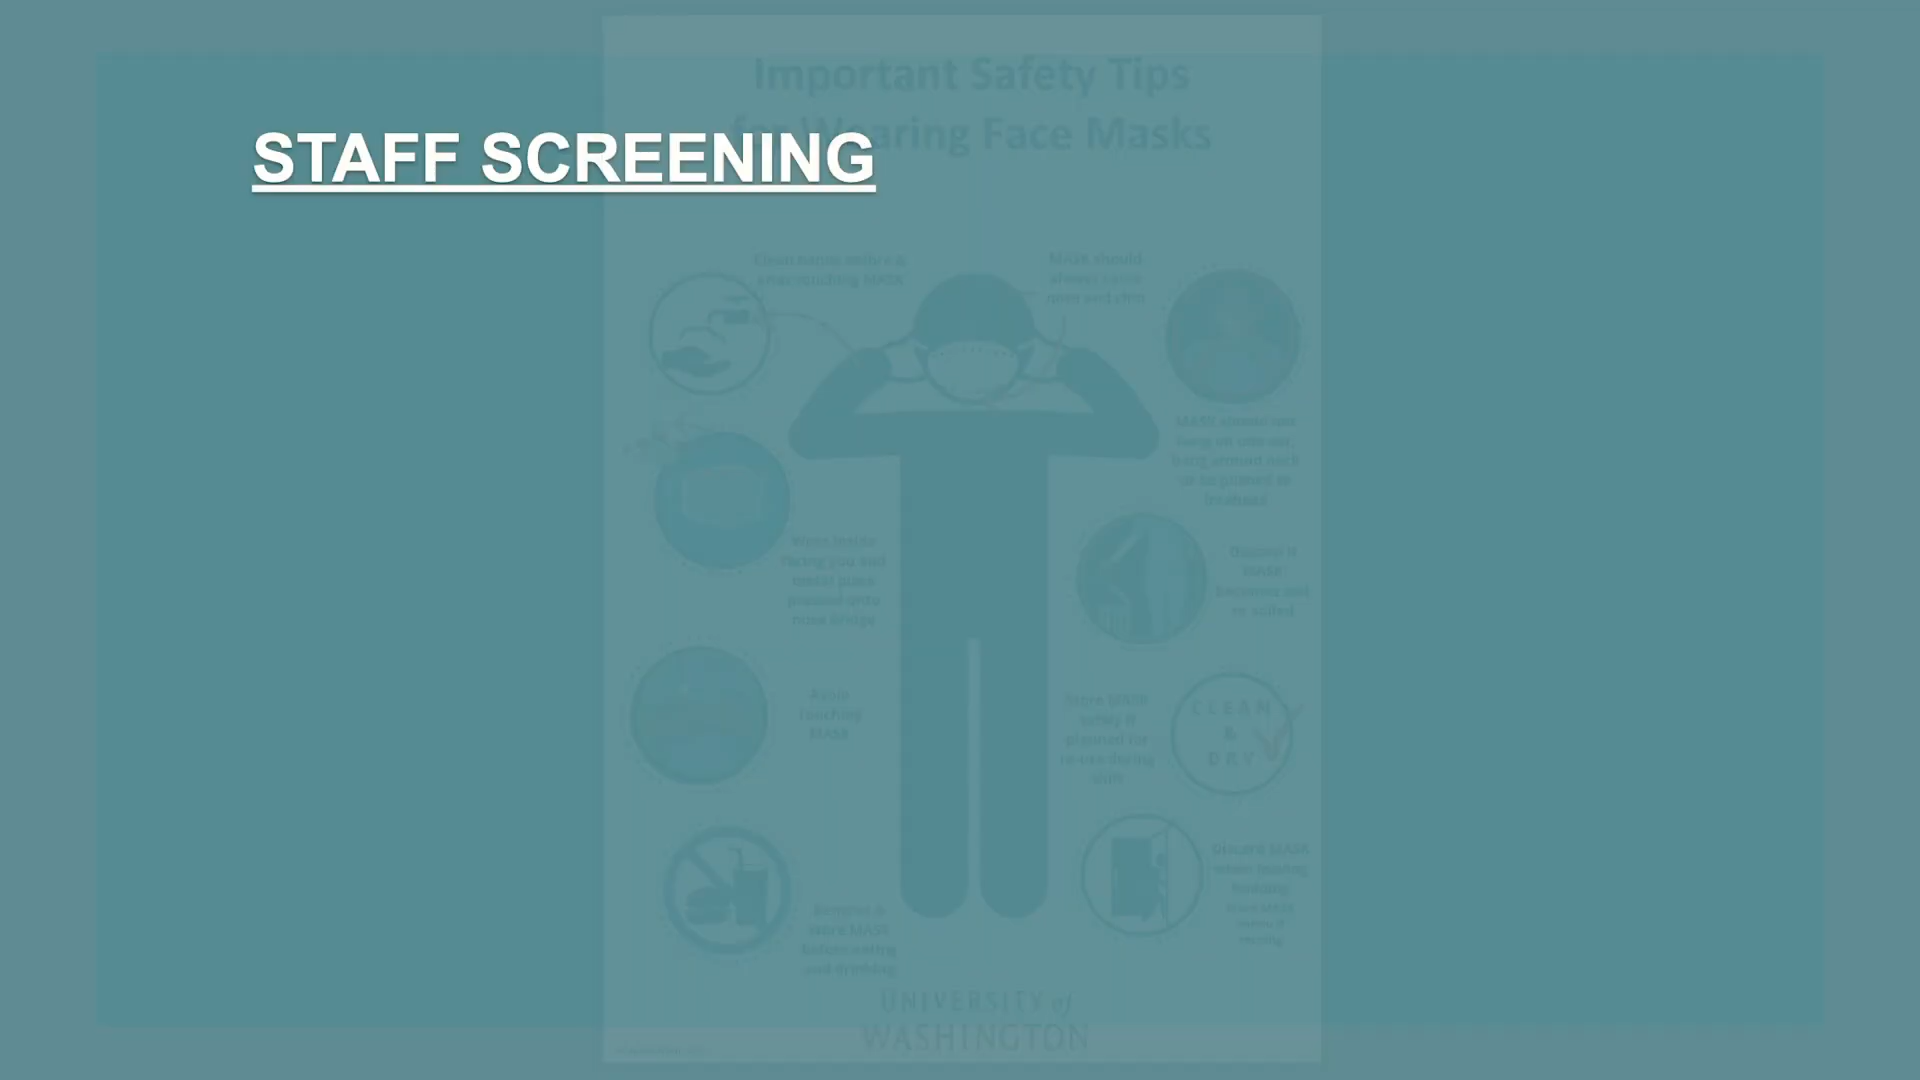 Important Safety Tips
for Wearing Face Masks
STAFF SCREENING
Clean hands before &
after touching MASK
MASK should
always cover
nose and chin
MASK should not
hang on one ear,
hang around neck
or be pushed to
forehead
White inside
facing you and
metal piece
pressed onto
nose bridge
Discard if
MASK
becomes wet
or soiled
Avoid
touching
MASK
Store MASK
safely if
planned for
re-use during
shift
CLEAN
&
DRY
Remove &
store MASK
before eating
and drinking
Discard MASK
when leaving
building
UNIVERSITY of
WASHINGTON